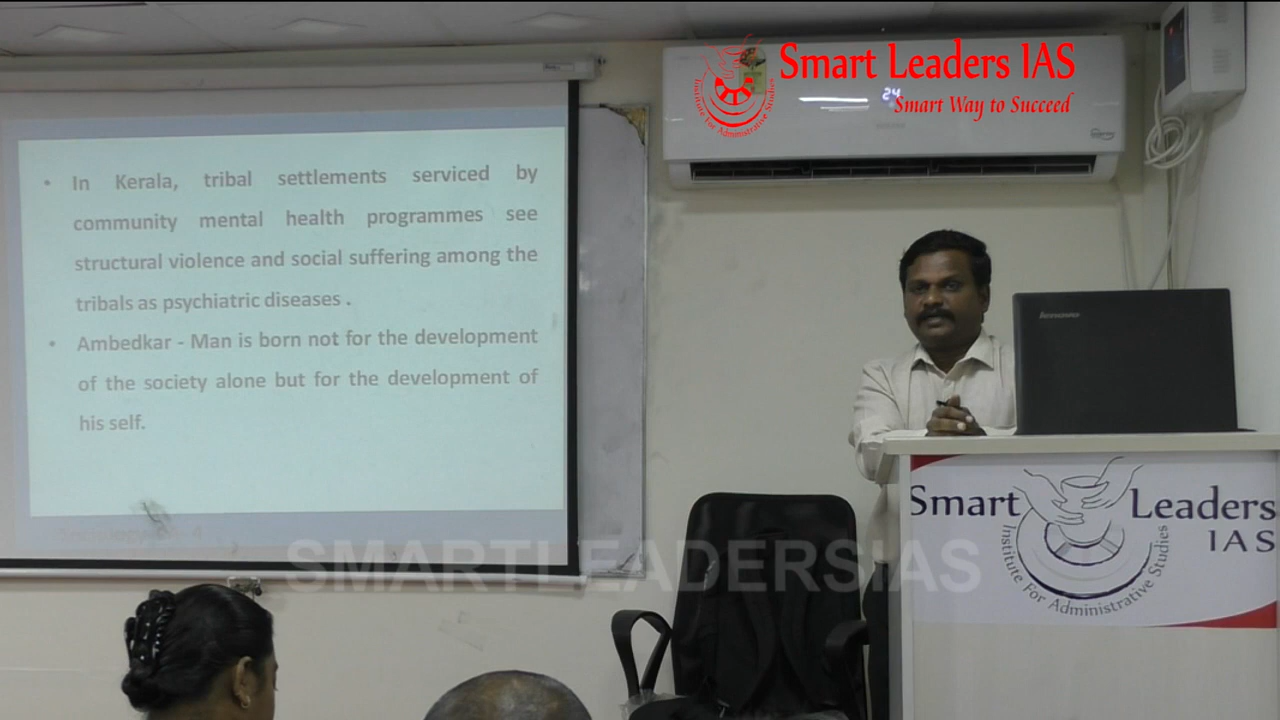 Smart Leaders IAS
Smart Way to Succeed
Institute For Administrative Studies
24
• In Kerala, tribal settlements serviced by
community mental health programmes see
structural violence and social suffering among the
tribals as psychiatric diseases .
• Ambedkar - Man is born not for the development
of the society alone but for the development of
his self.
lenovo
Smart Leaders
IAS
Institute For Administrative Studies
SMARTLEADERSIAS